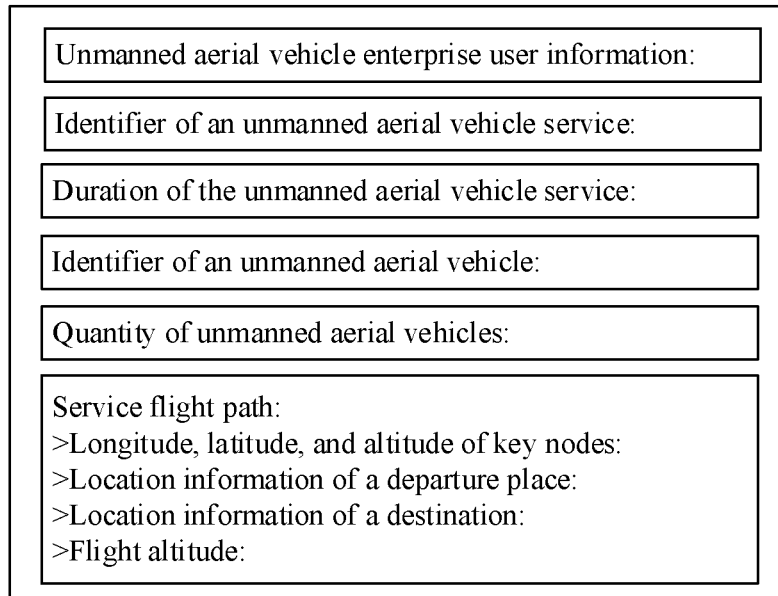 Unmanned aerial vehicle enterprise user information:
Identifier of an unmanned aerial vehicle service:
Duration of the unmanned aerial vehicle service:
Identifier of an unmanned aerial vehicle:
Quantity of unmanned aerial vehicles:
Service flight path:
>Longitude, latitude, and altitude of key nodes:
>Location information of a departure place:
>Location information of a destination:
>Flight altitude: